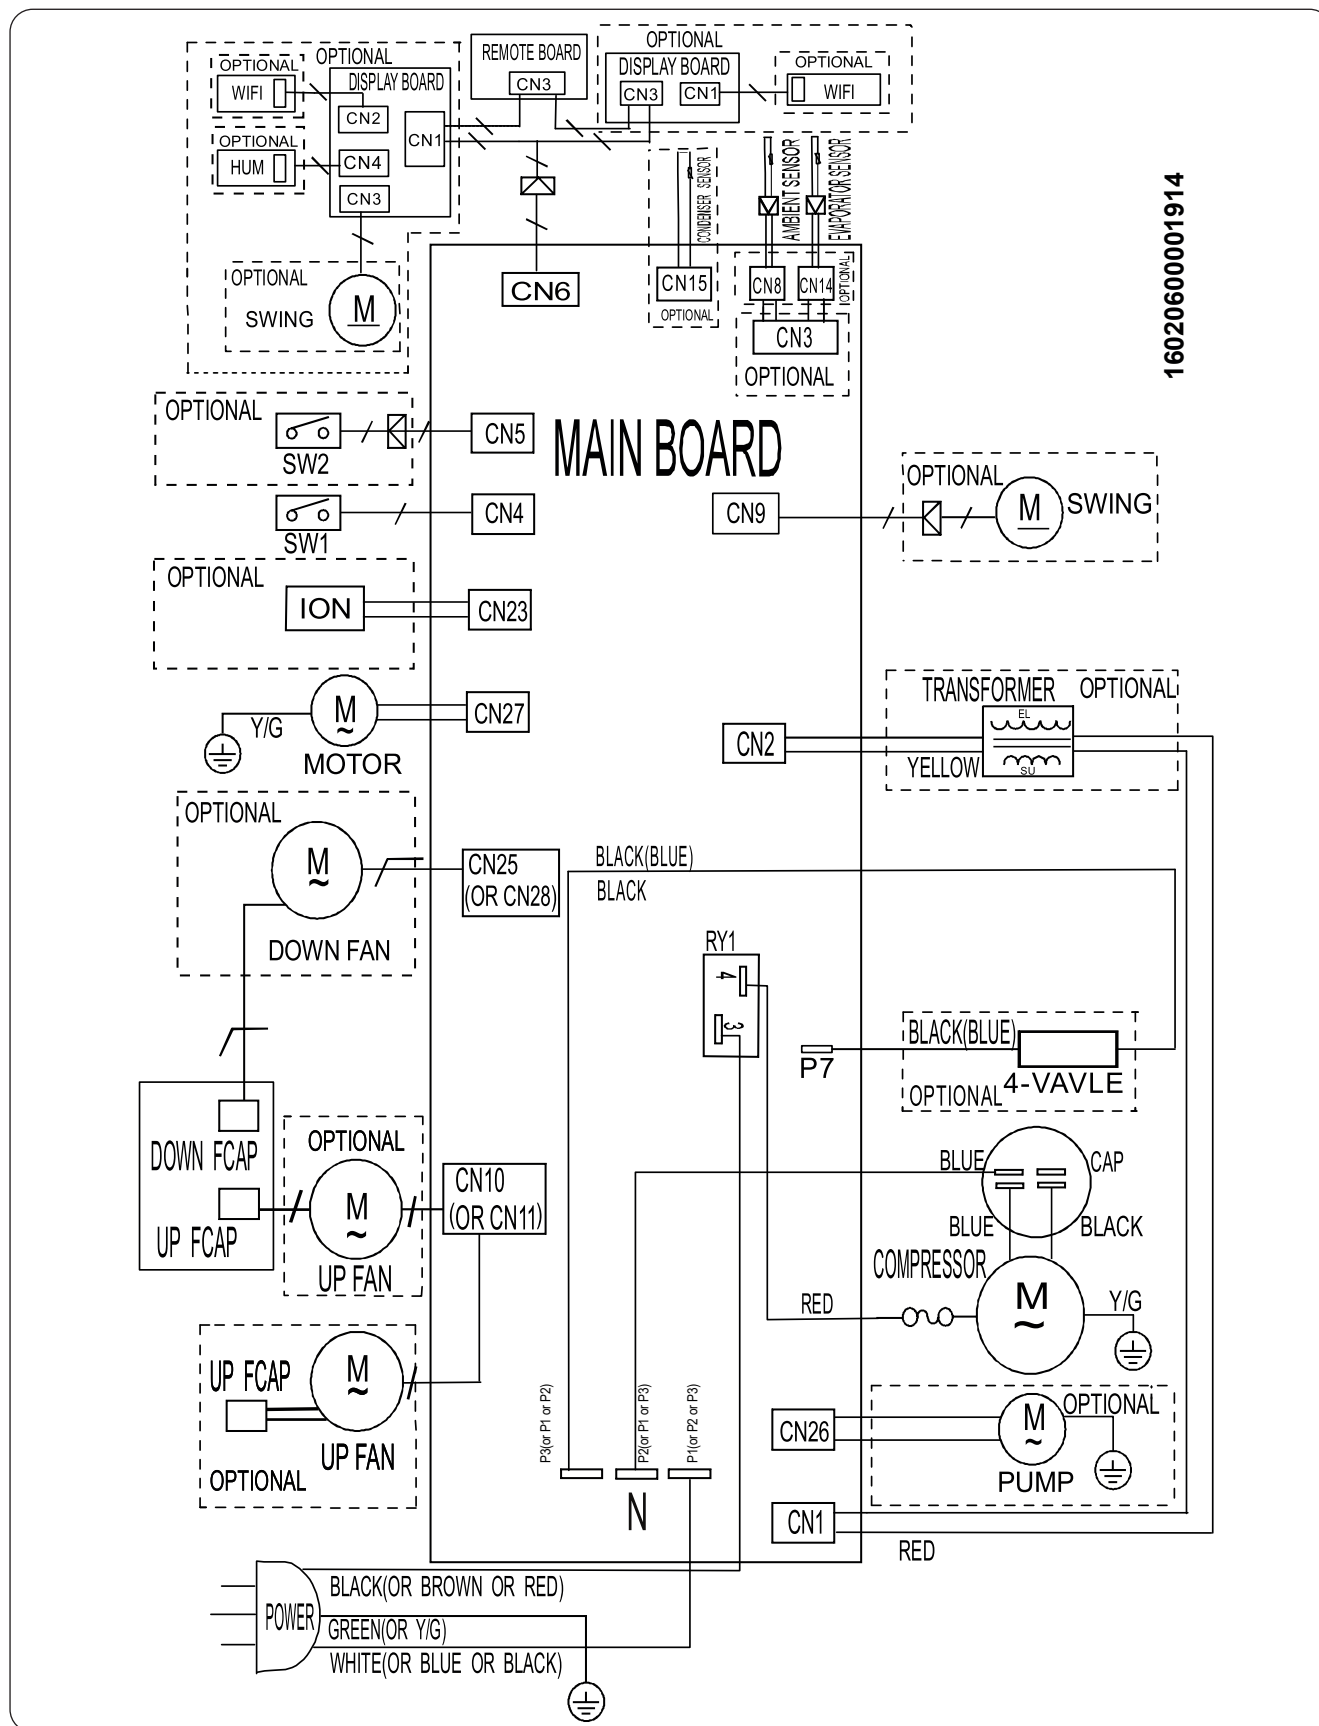 OPTIONAL
OPTIONAL
WIFI
DISPLAY BOARD
CN2
CN1
OPTIONAL
HUM
CN4
CN3
OPTIONAL
SWING
M
REMOTE BOARD
CN3
OPTIONAL
DISPLAY BOARD
CN3
CN1
OPTIONAL
WIFI
CN6
CONDENSER SENSOR
CN15
OPTIONAL
AMBIENT SENSOR
EVAPORATOR SENSOR
CN8
CN14
OPTIONAL
CN3
OPTIONAL
16020600001914
OPTIONAL
SW2
CN5
MAIN BOARD
SW1
CN4
CN9
OPTIONAL
M
SWING
OPTIONAL
ION
CN23
Y/G
M
~
MOTOR
CN27
CN2
TRANSFORMER
OPTIONAL
EL
SU
YELLOW
OPTIONAL
M
~
DOWN FAN
CN25
(OR CN28)
BLACK(BLUE)
BLACK
RY1
4
3
P7
BLACK(BLUE)
4-VAVLE
OPTIONAL
DOWN FCAP
UP FCAP
OPTIONAL
M
~
UP FAN
CN10
(OR CN11)
BLUE
CAP
BLUE
BLACK
COMPRESSOR
RED
M
~
Y/G
UP FCAP
M
~
UP FAN
OPTIONAL
P3(or P1 or P2)
P2(or P1 or P3)
P1(or P2 or P3)
N
CN26
M
~
OPTIONAL
PUMP
CN1
RED
POWER
BLACK(OR BROWN OR RED)
GREEN(OR Y/G)
WHITE(OR BLUE OR BLACK)